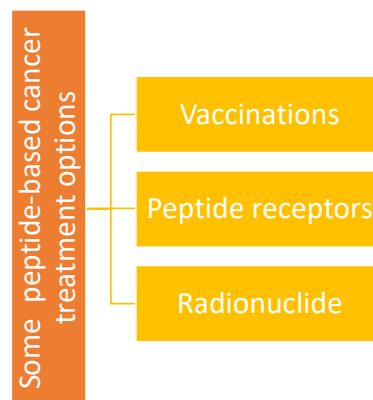 Some peptide-based cancer
treatment options
Vaccinations
Peptide receptors
Radionuclide